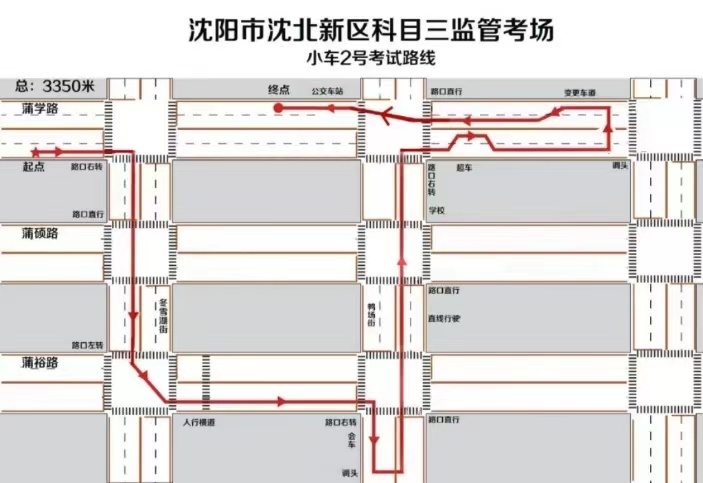 沈阳市沈北新区科目三监管考场
小车2号考试路线
总：3350米
终点
公交车站
路口直行
变更车道
蒲学路
起点
路口右转
路口右转
超车
调头
路口直行
学校
蒲硕路
冬雪湖街
鸭场街
路口直行
直线行驶
路口左转
蒲裕路
人行横道
路口右转
路口直行
会车
调头